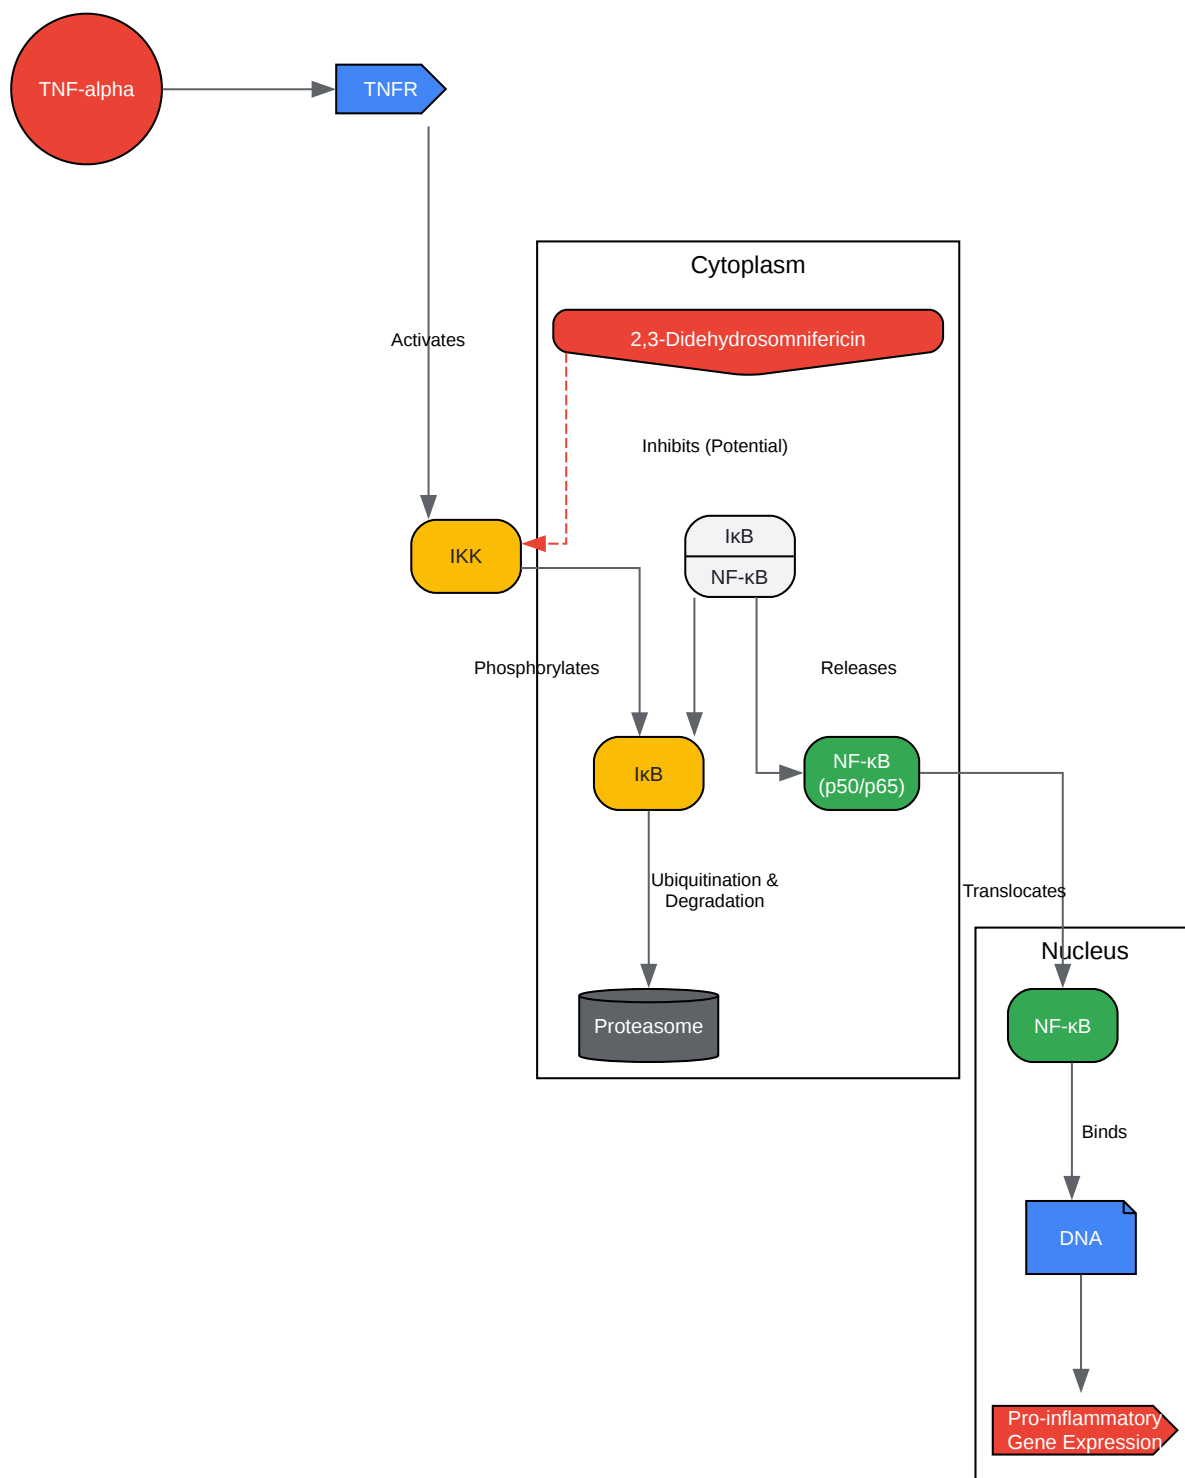 TNF-alpha
TNFR
Activates
Cytoplasm
2,3-Didehydrosomnifericin
Inhibits (Potential)
IKK
IκB
NF-κB
Phosphorylates
Releases
IκB
NF-κB
(p50/p65)
Ubiquitination &
Degradation
Translocates
Nucleus
Proteasome
NF-κB
Binds
DNA
Pro-inflammatory
Gene Expression